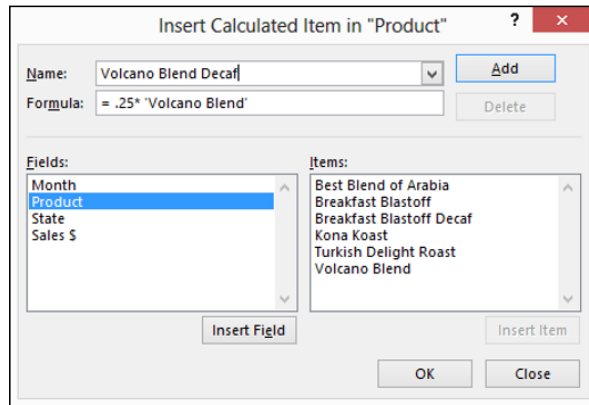 Insert Calculated Item in "Product"
? ×
Name: Volcano Blend Decaf Add
Formula: = .25* 'Volcano Blend' Delete
Fields: Items:
Month
Product
State
Sales $
Best Blend of Arabia
Breakfast Blastoff
Breakfast Blastoff Decaf
Kona Koast
Turkish Delight Roast
Volcano Blend
Insert Field Insert Item
OK Close